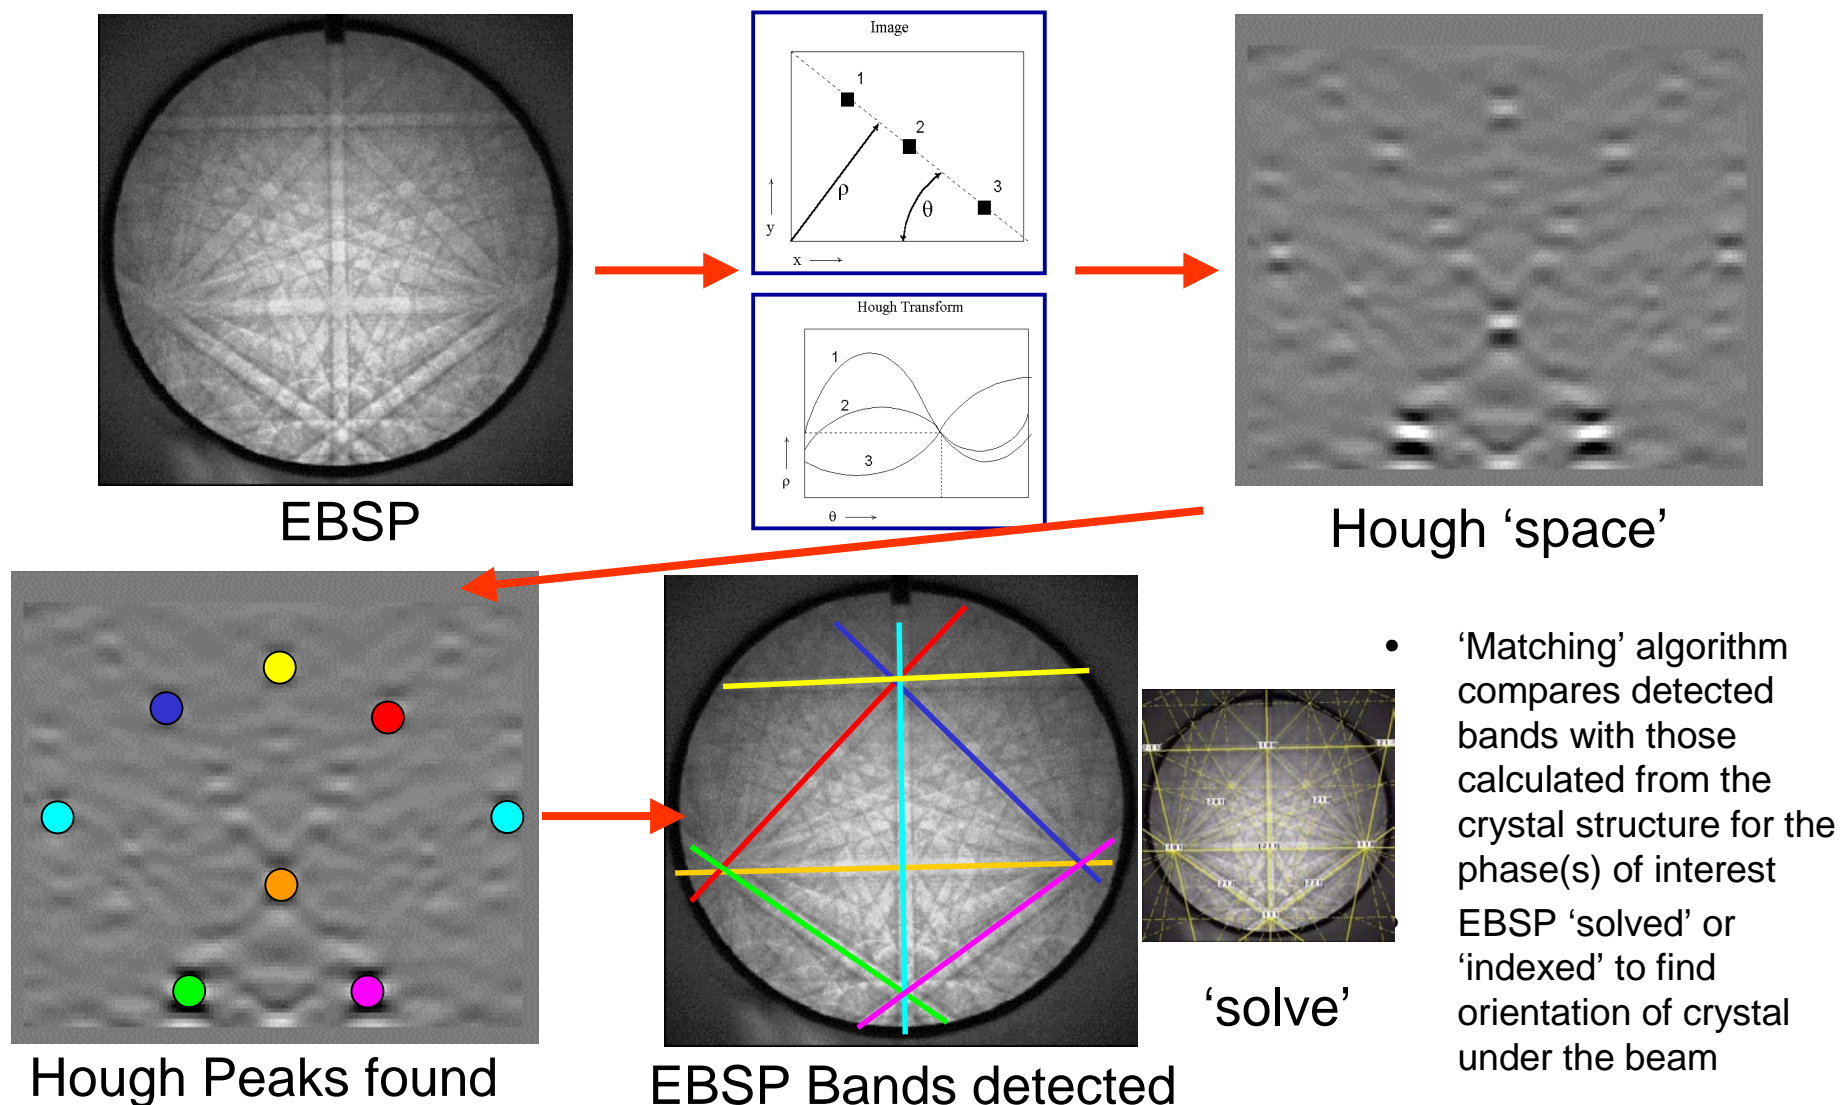 Image
1
2
3
ρ
θ
y
x
Hough Transform
1
2
3
ρ
θ
EBSP
Hough ‘space’
Hough Peaks found
EBSP Bands detected
‘solve’
• ‘Matching’ algorithm
compares detected
bands with those
calculated from the
crystal structure for the
phase(s) of interest
• EBSP ‘solved’ or
‘indexed’ to find
orientation of crystal
under the beam